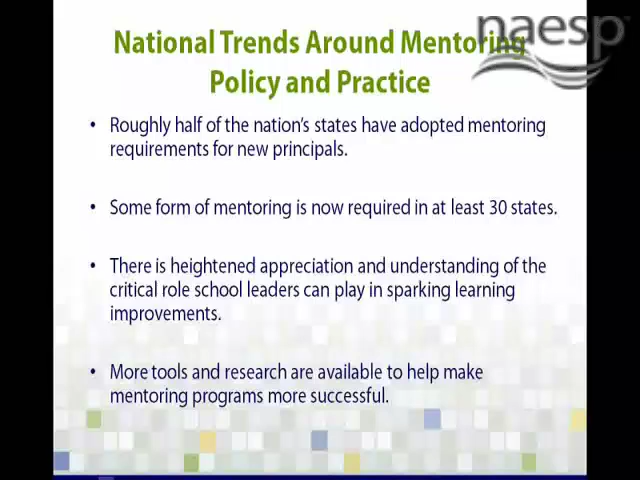 National Trends Around Mentoring
Policy and Practice
naesp
• Roughly half of the nation's states have adopted mentoring
requirements for new principals.
• Some form of mentoring is now required in at least 30 states.
• There is heightened appreciation and understanding of the
critical role school leaders can play in sparking learning
improvements.
• More tools and research are available to help make
mentoring programs more successful.